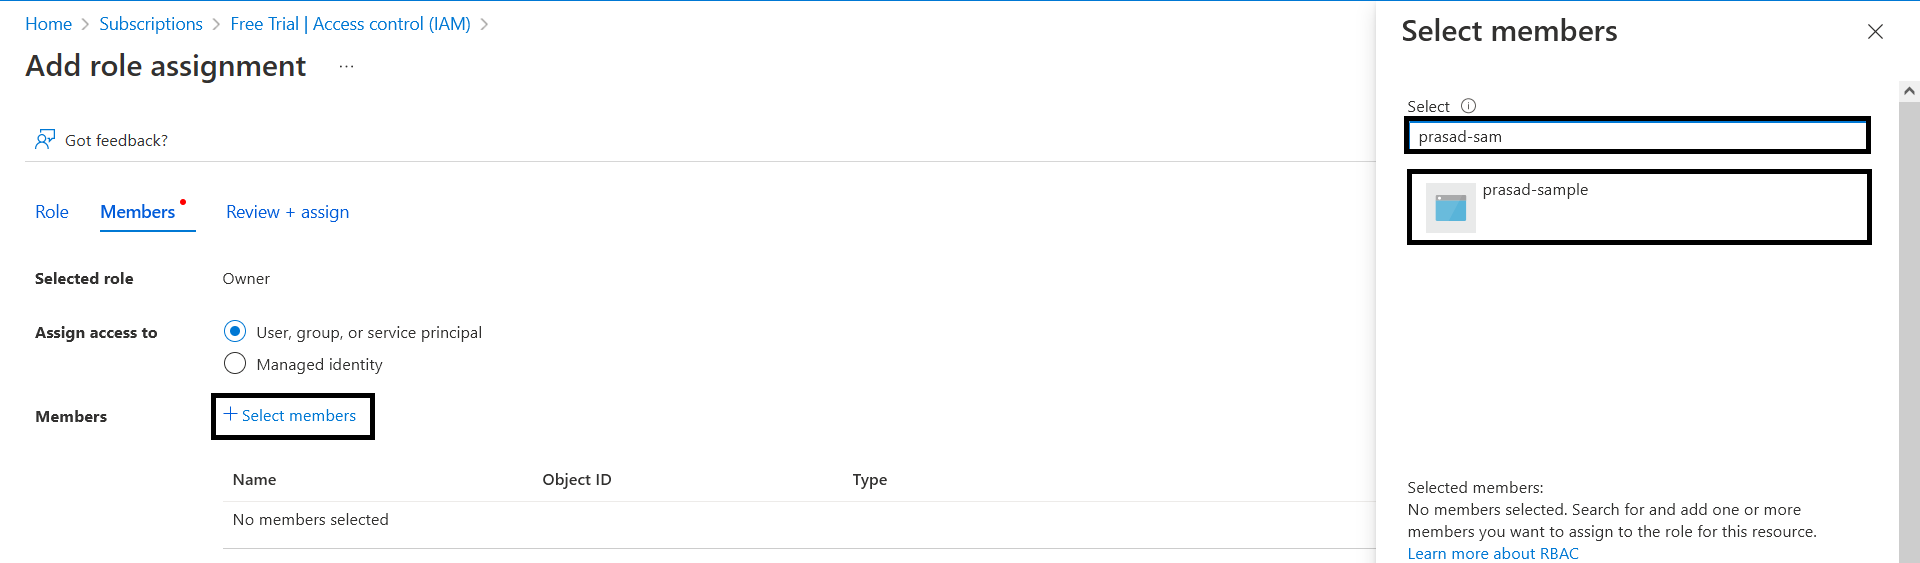 Home > Subscriptions > Free Trial | Access control (IAM) >
Add role assignment ...
Got feedback?
Role Members Review + assign
Selected role Owner
Assign access to User, group, or service principal
Managed identity
Members + Select members
Name Object ID Type
No members selected
Select members
Select
prasad-sam
prasad-sample
Selected members:
No members selected. Search for and add one or more
members you want to assign to the role for this resource.
Learn more about RBAC